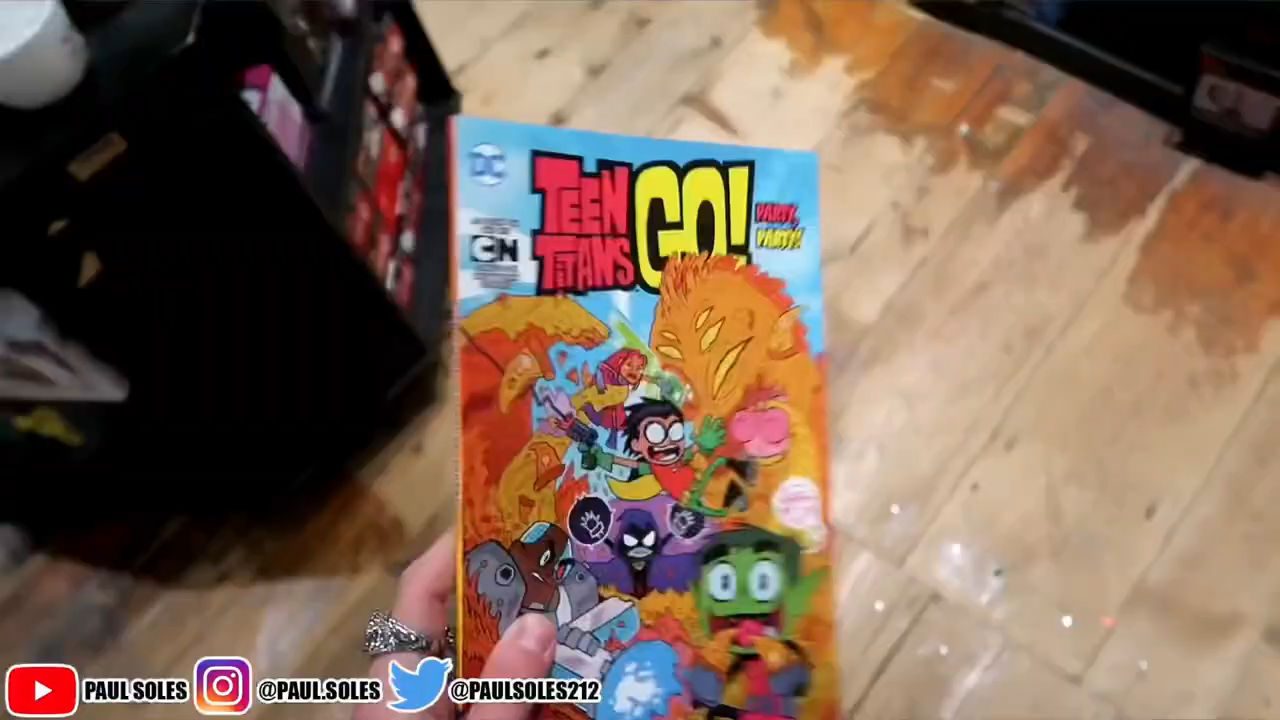 DC
TEEN
TITANS
GO!
PARTY,
PARTY!
CN
PAUL SOLES
@PAUL.SOLES
@PAULSOLES212